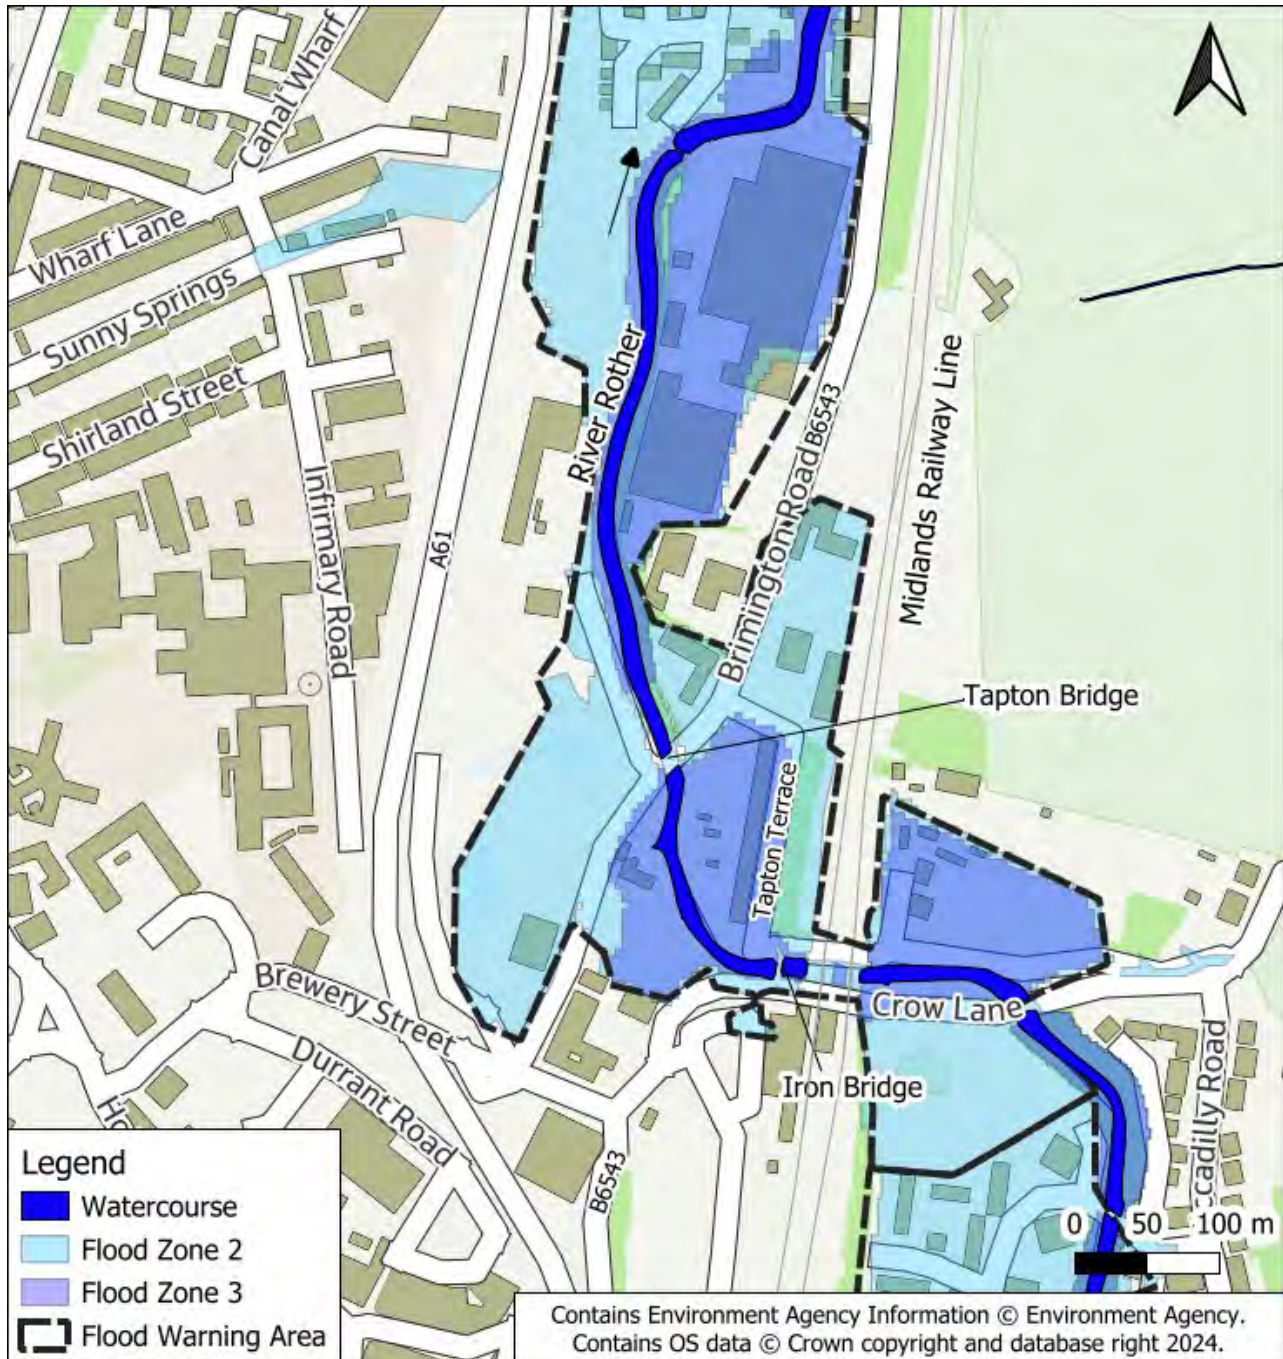 Canal Wharf
Wharf Lane
Sunny Springs
Shirland Street
Infirmary Road
A61
River Rother
Brimington Road
B6543
Midlands Railway Line
Tapton Bridge
Tapton Terrace
Crow Lane
Iron Bridge
Brewery Street
Durrant Road
Ho
B6543
ccadilly Road
0 50 100 m
Legend
Watercourse
Flood Zone 2
Flood Zone 3
Flood Warning Area
Contains Environment Agency Information © Environment Agency.
Contains OS data © Crown copyright and database right 2024.